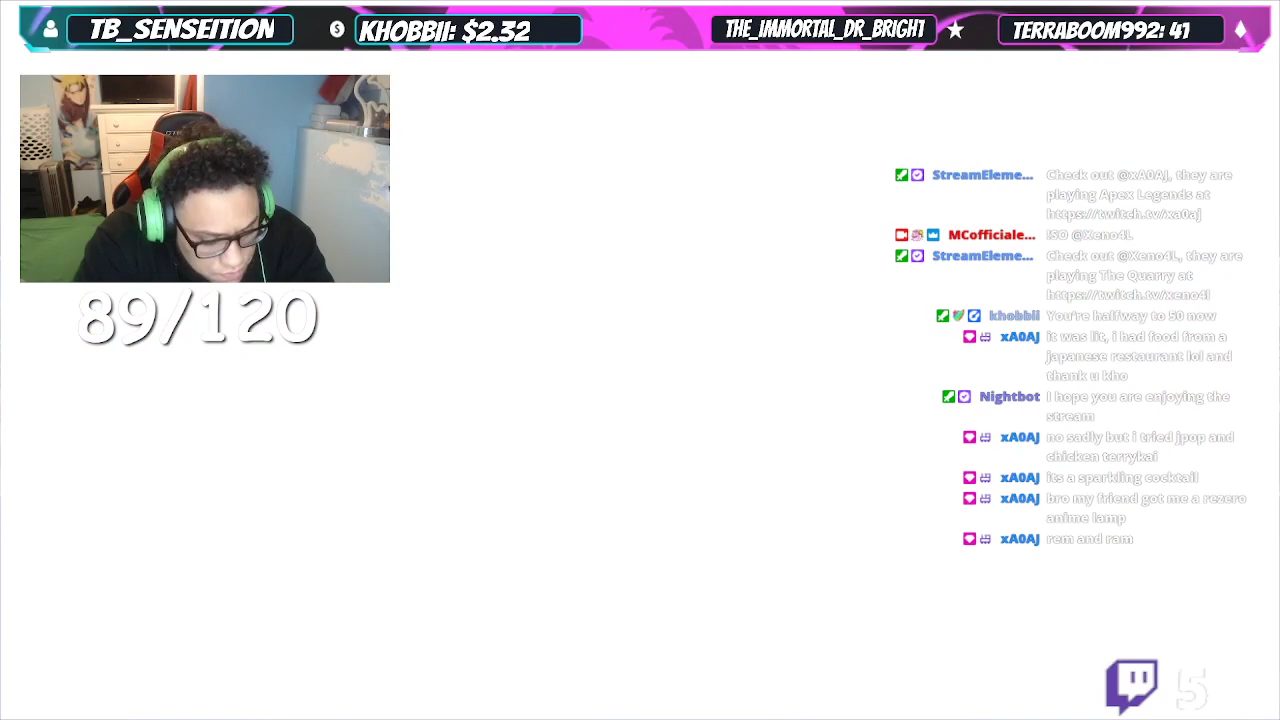 TB_SENSEITION
$
KHOBBII: $2.32
THE_IMMORTAL_DR_BRIGHT
TERRABOOM992: 41
89/120
StreamEleme... Check out @xA0AJ, they are
playing Apex Legends at
https://twitch.tv/xa0aj
MCofficiale... !SO @Xeno4L
StreamEleme... Check out @Xeno4L, they are
playing The Quarry at
https://twitch.tv/xeno4l
khobbii You're halfway to 50 now
xA0AJ it was lit, i had food from a
japanese restaurant lol and
thank u kho
Nightbot I hope you are enjoying the
stream
xA0AJ no sadly but i tried jpop and
chicken terrykai
xA0AJ its a sparkling cocktail
xA0AJ bro my friend got me a rezero
anime lamp
xA0AJ rem and ram
5